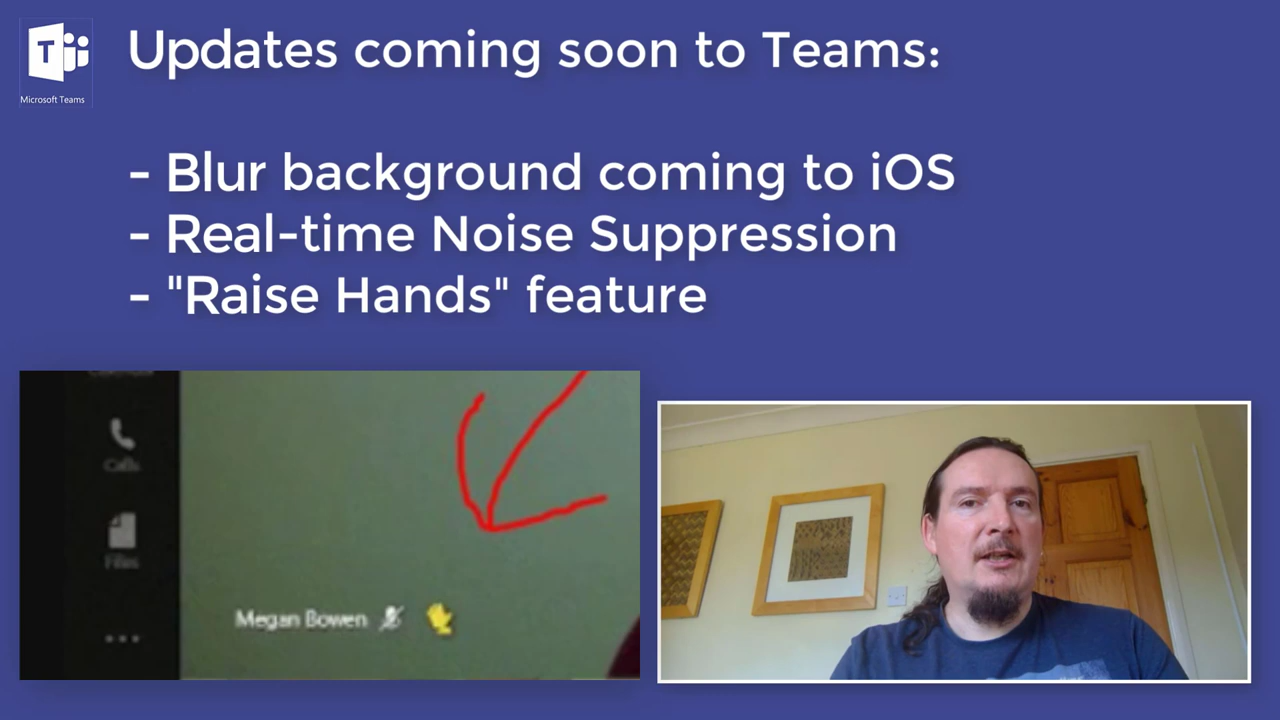 Updates coming soon to Teams:
T
Microsoft Teams
- Blur background coming to iOS
- Real-time Noise Suppression
- "Raise Hands" feature
Calls
Files
Megan Bowen